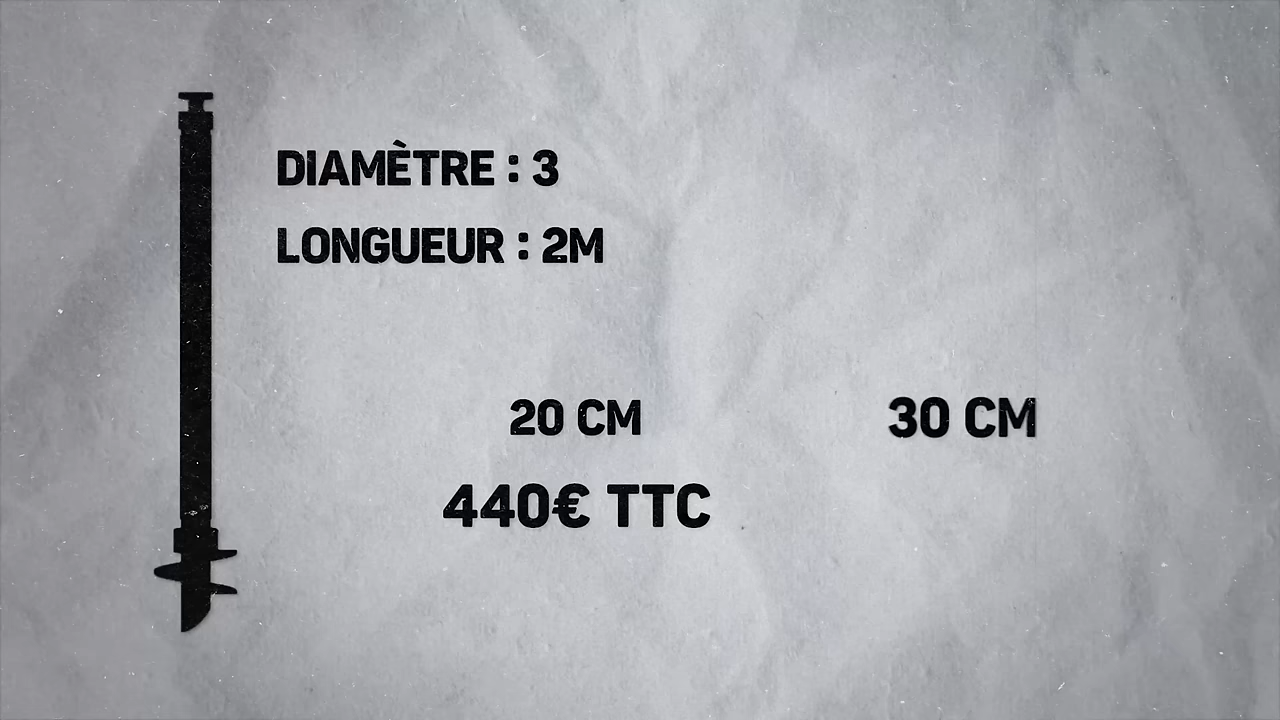 DIAMÈTRE : 3
LONGUEUR : 2M
20 CM
30 CM
440€ TTC